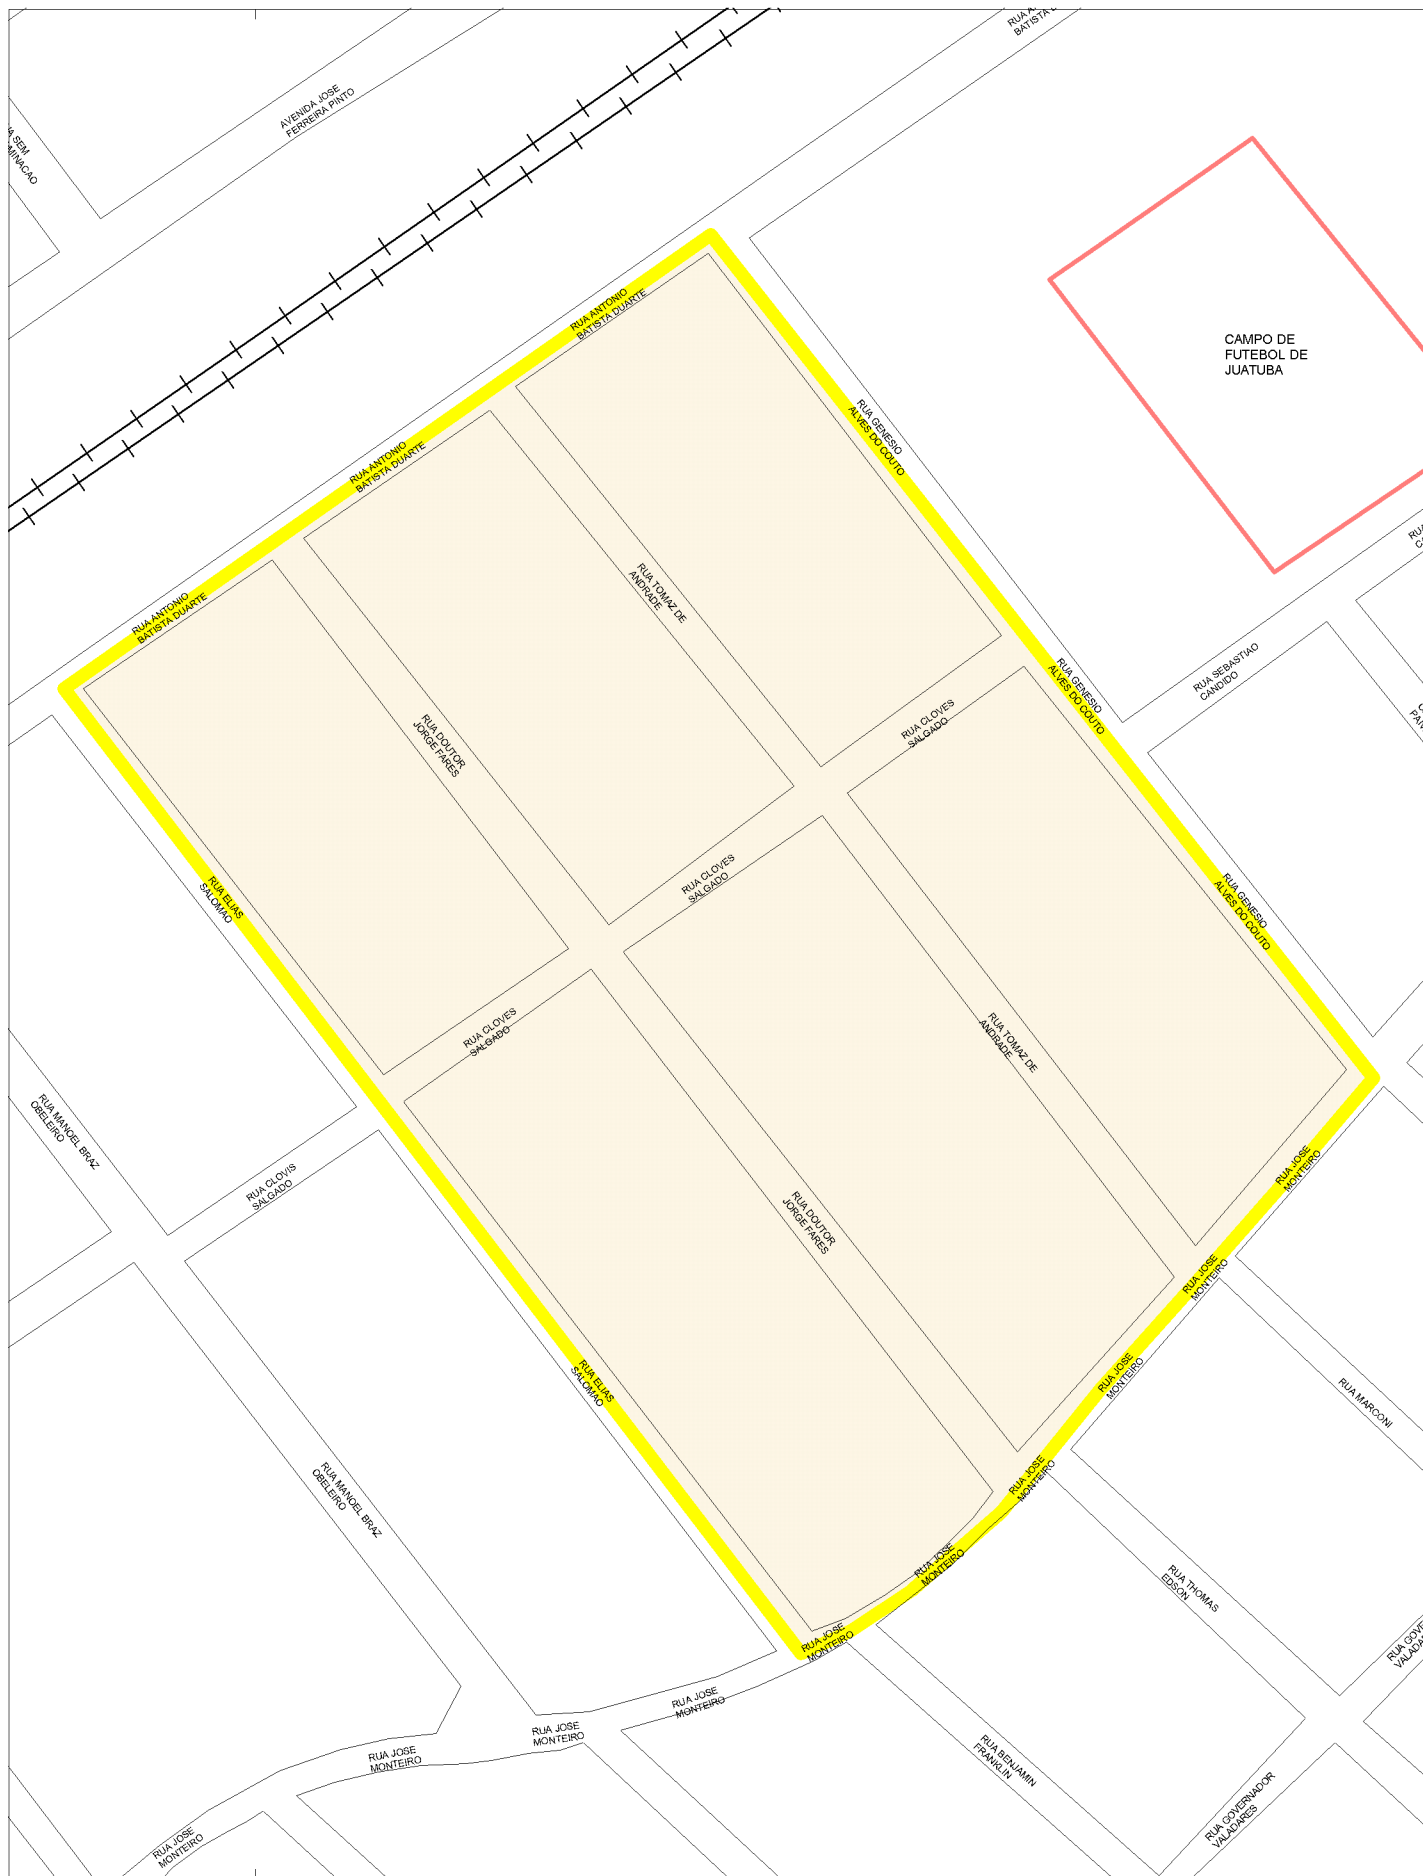 BATISTA
AVENIDA JOSE
FERREIRA PINTO
SEM
RUA ANTONIO
BATISTA DUARTE
CAMPO DE
FUTEBOL DE
JUATUBA
RUA GENESIO
ALVES DO COUTO
RUA ANTONIO
BATISTA DUARTE
RUA ANTONIO
BATISTA DUARTE
RUA TOMAZ DE
ANDRADE
RUA SEBASTIAO
CANDIDO
RUA GENESIO
ALVES DO COUTO
RUA CLOVES
SALGADO
RUA DOUTOR
JORGE FARES
RUA CLOVES
SALGADO
RUA ELIAS
SALOMAO
RUA GENESIO
ALVES DO COUTO
RUA CLOVES
SALGADO
RUA TOMAZ DE
ANDRADE
RUA MANOEL BRAZ
OBELEIRO
RUA CLOVIS
SALGADO
RUA JOSE
MONTEIRO
RUA DOUTOR
JORGE FARES
RUA JOSE
MONTEIRO
RUA JOSE
MONTEIRO
RUA ELIAS
SALOMAO
RUA MARCONI
RUA MANOEL BRAZ
OBELEIRO
RUA JOSE
MONTEIRO
RUA JOSE
MONTEIRO
RUA THOMAS
EDSON
RUA JOSE
MONTEIRO
RUA JOSE
MONTEIRO
RUA JOSE
MONTEIRO
RUA JOSE
MONTEIRO
RUA BENJAMIN
FRANKLIN
RUA GOVERNADOR
VALADARES
RUA JOSE
MONTEIRO